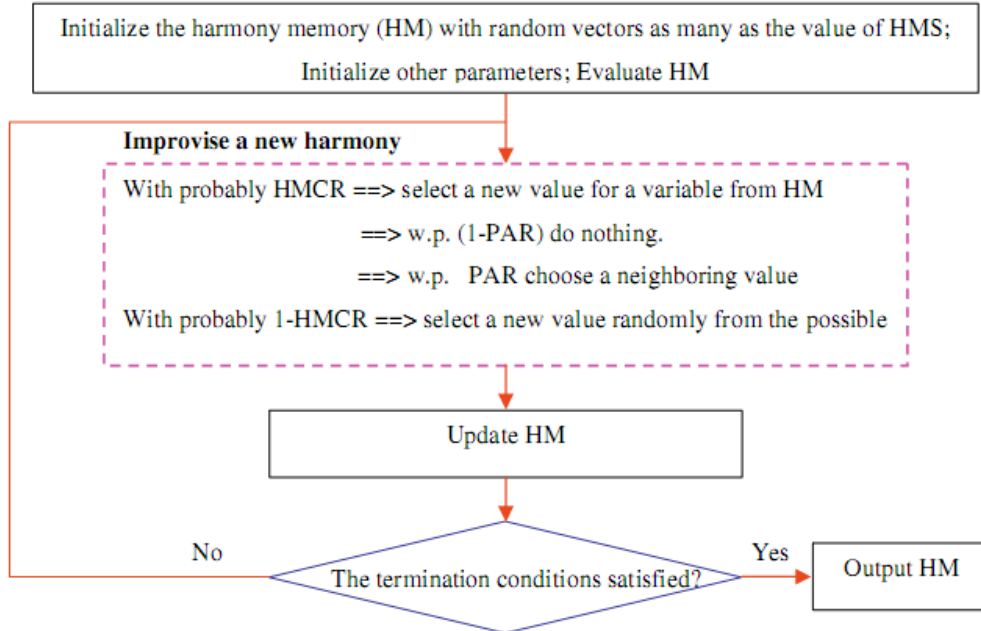 Initialize the harmony memory (HM) with random vectors as many as the value of HMS;
Initialize other parameters; Evaluate HM
Improvise a new harmony
With probably HMCR ==> select a new value for a variable from HM
==> w.p. (1-PAR) do nothing.
==> w.p. PAR choose a neighboring value
With probably 1-HMCR ==> select a new value randomly from the possible
Update HM
No
The termination conditions satisfied?
Yes
Output HM